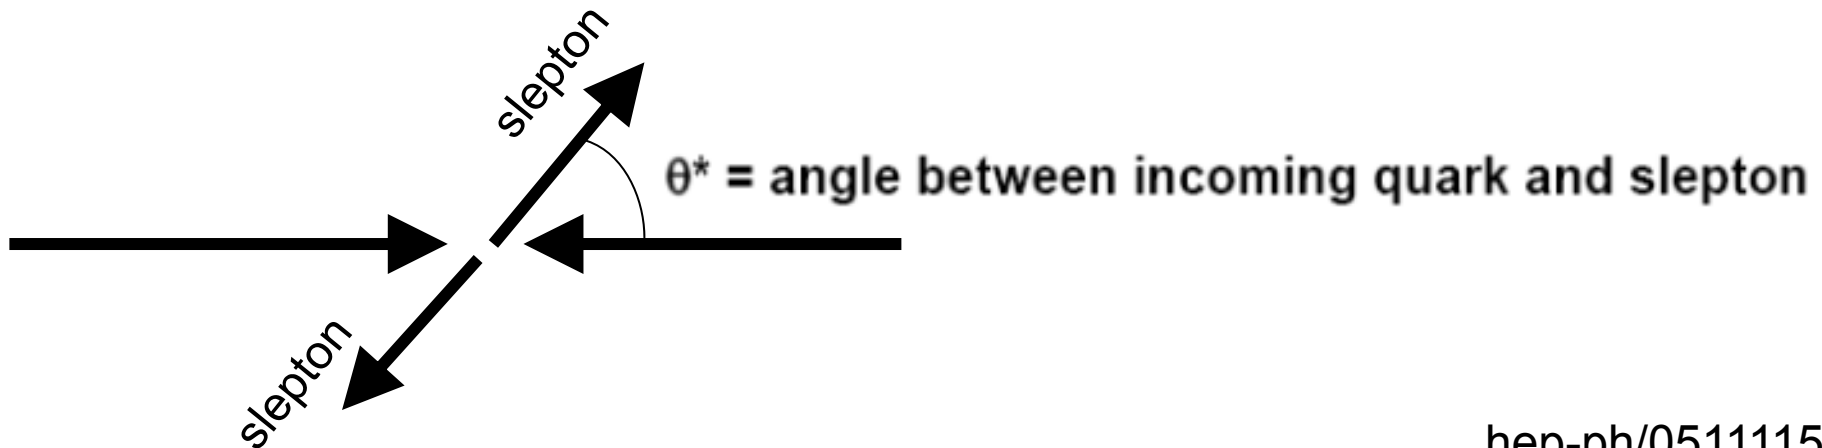 slepton
θ* = angle between incoming quark and slepton
slepton
hep-ph/0511115